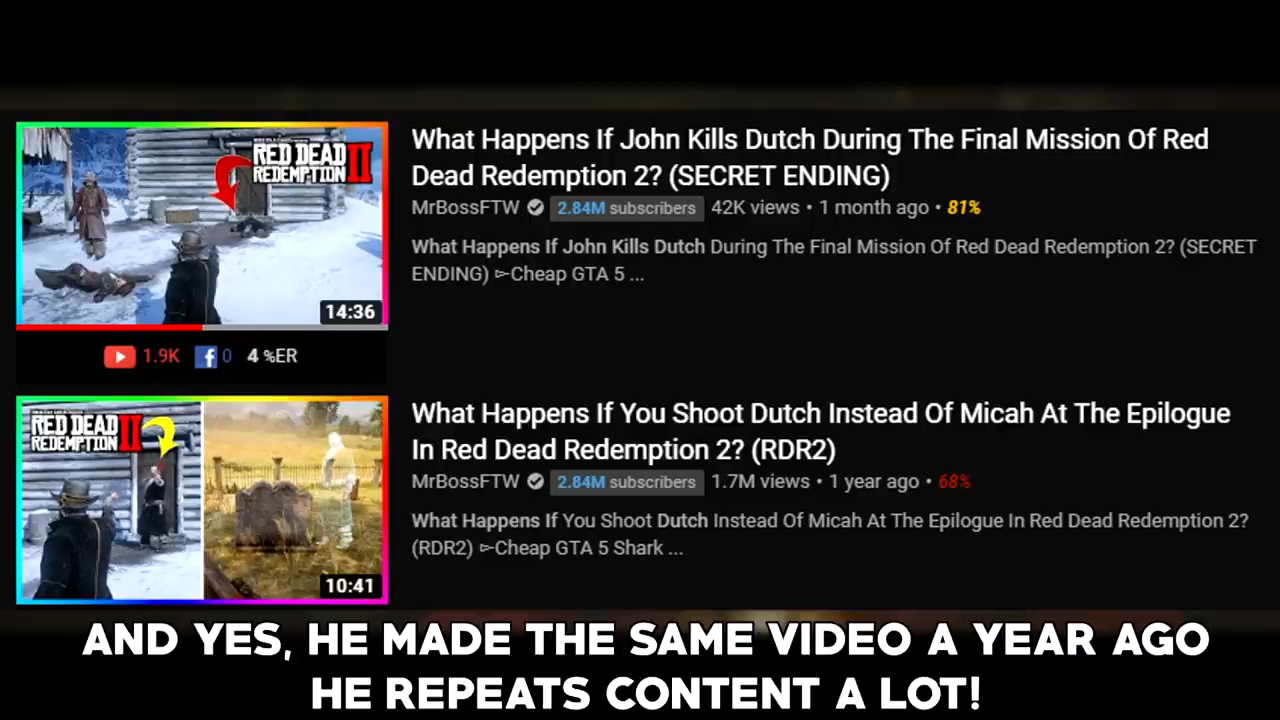 RED DEAD
REDEMPTION II
14:36
What Happens If John Kills Dutch During The Final Mission Of Red
Dead Redemption 2? (SECRET ENDING)
MrBossFTW 2.84M subscribers 42K views • 1 month ago • 81%
What Happens If John Kills Dutch During The Final Mission Of Red Dead Redemption 2? (SECRET
ENDING) ►Cheap GTA 5 ...
1.9K f 0 4 %ER
RED DEAD
REDEMPTION II
10:41
What Happens If You Shoot Dutch Instead Of Micah At The Epilogue
In Red Dead Redemption 2? (RDR2)
MrBossFTW 2.84M subscribers 1.7M views • 1 year ago • 68%
What Happens If You Shoot Dutch Instead Of Micah At The Epilogue In Red Dead Redemption 2?
(RDR2) ►Cheap GTA 5 Shark ...
AND YES, HE MADE THE SAME VIDEO A YEAR AGO
HE REPEATS CONTENT A LOT!